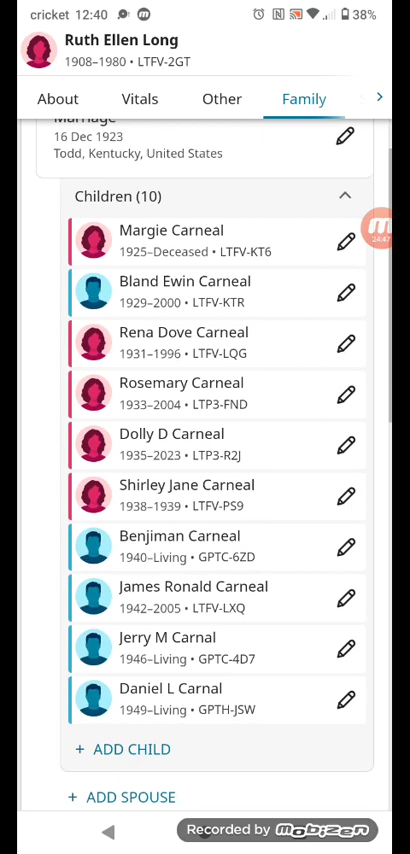 cricket 12:40 38%
Ruth Ellen Long
1908–1980 • LTFV-2GT
About Vitals Other Family
Marriage
16 Dec 1923
Todd, Kentucky, United States
24:47
Children (10)
Margie Carneal
1925–Deceased • LTFV-KT6
Bland Ewin Carneal
1929–2000 • LTFV-KTR
Rena Dove Carneal
1931–1996 • LTFV-LQG
Rosemary Carneal
1933–2004 • LTP3-FND
Dolly D Carneal
1935–2023 • LTP3-R2J
Shirley Jane Carneal
1938–1939 • LTFV-PS9
Benjiman Carneal
1940–Living • GPTC-6ZD
James Ronald Carneal
1942–2005 • LTFV-LXQ
Jerry M Carnal
1946–Living • GPTC-4D7
Daniel L Carnal
1949–Living • GPTH-JSW
+ ADD CHILD
+ ADD SPOUSE
Recorded by mobizen